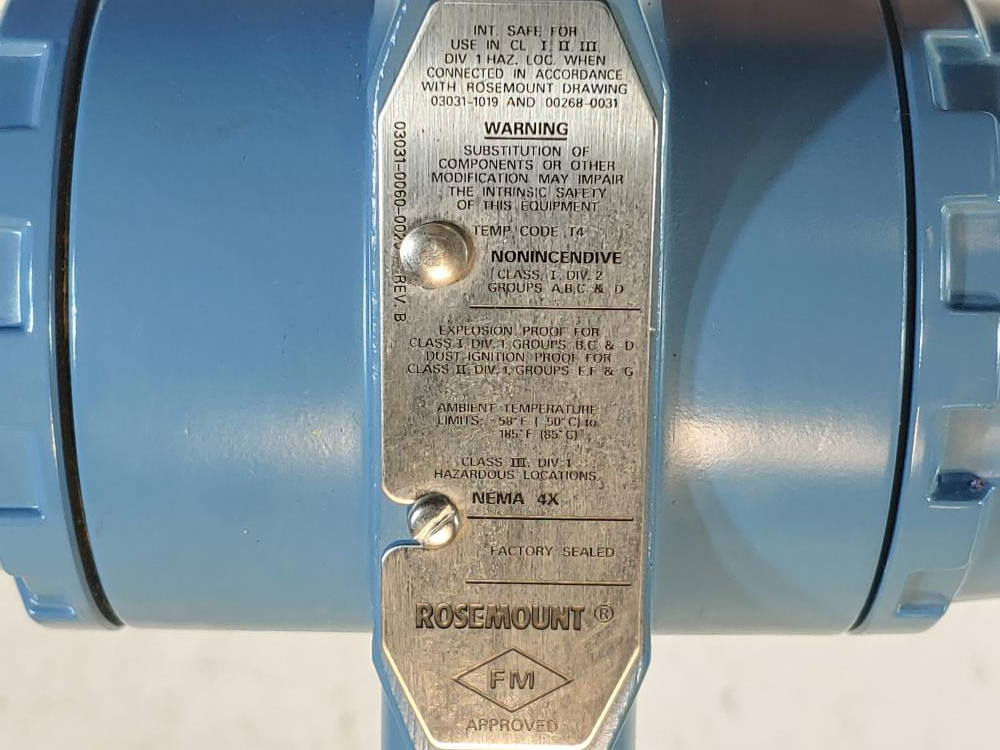 INT. SAFE FOR
USE IN CL. I, II, III,
DIV 1 HAZ. LOC. WHEN
CONNECTED IN ACCORDANCE
WITH ROSEMOUNT DRAWING
03031-1019 AND 00268-0031
WARNING
SUBSTITUTION OF
COMPONENTS OR OTHER
MODIFICATION MAY IMPAIR
THE INTRINSIC SAFETY
OF THIS EQUIPMENT
TEMP CODE T4
NONINCENDIVE
CLASS I, DIV. 2
GROUPS A,B,C & D
EXPLOSION PROOF FOR
CLASS I, DIV. 1, GROUPS B,C & D
DUST-IGNITION PROOF FOR
CLASS II, DIV. 1, GROUPS E,F & G
AMBIENT TEMPERATURE
LIMITS: -58°F (-50°C) to
185°F (85°C)
CLASS III, DIV. 1
HAZARDOUS LOCATIONS,
NEMA 4X
FACTORY SEALED
ROSEMOUNT ®
FM
APPROVED
REV. B